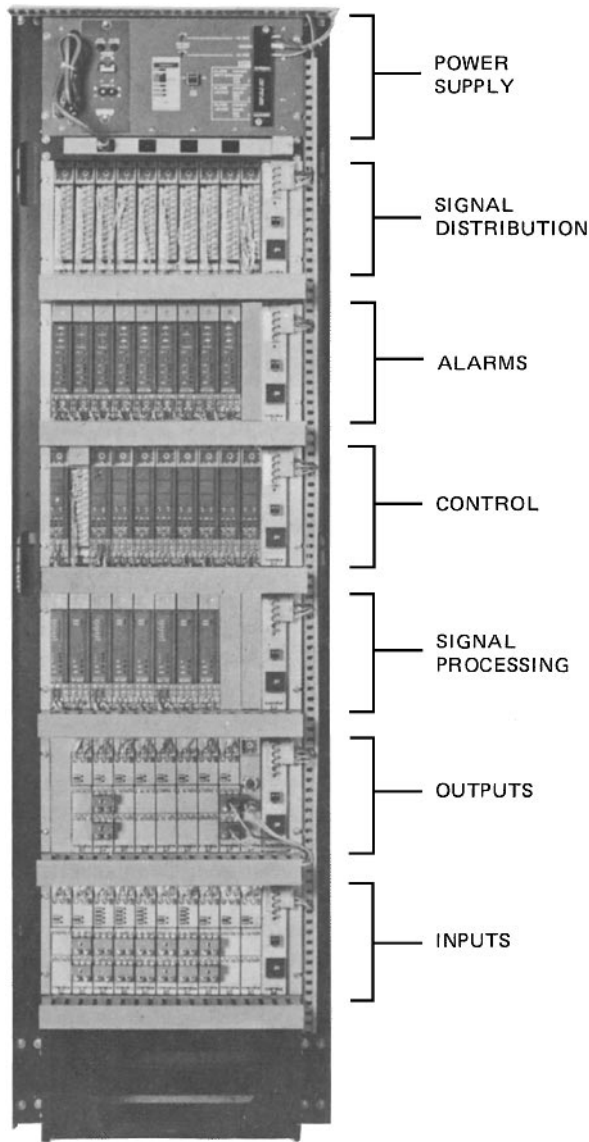 POWER
SUPPLY
SIGNAL
DISTRIBUTION
ALARMS
CONTROL
SIGNAL
PROCESSING
OUTPUTS
INPUTS